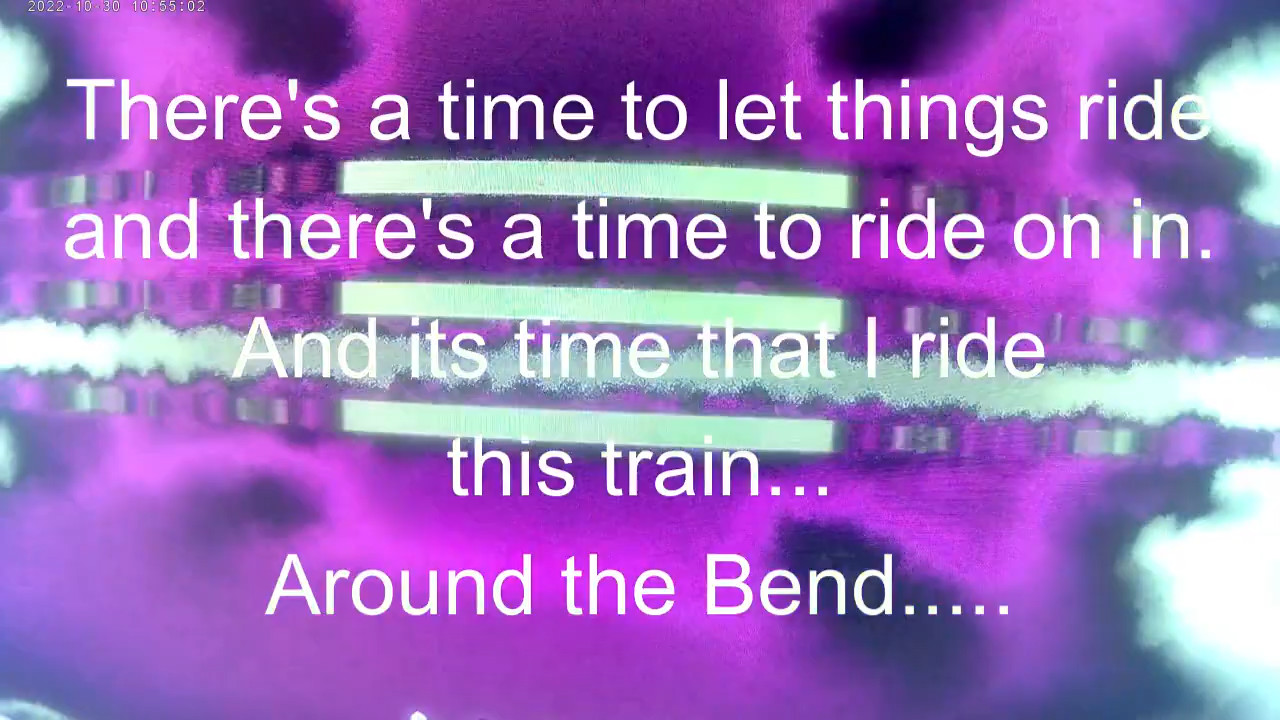 2022-10-30 10:55:02
There's a time to let things ride
and there's a time to ride on in.
And its time that I ride
this train...
Around the Bend.....